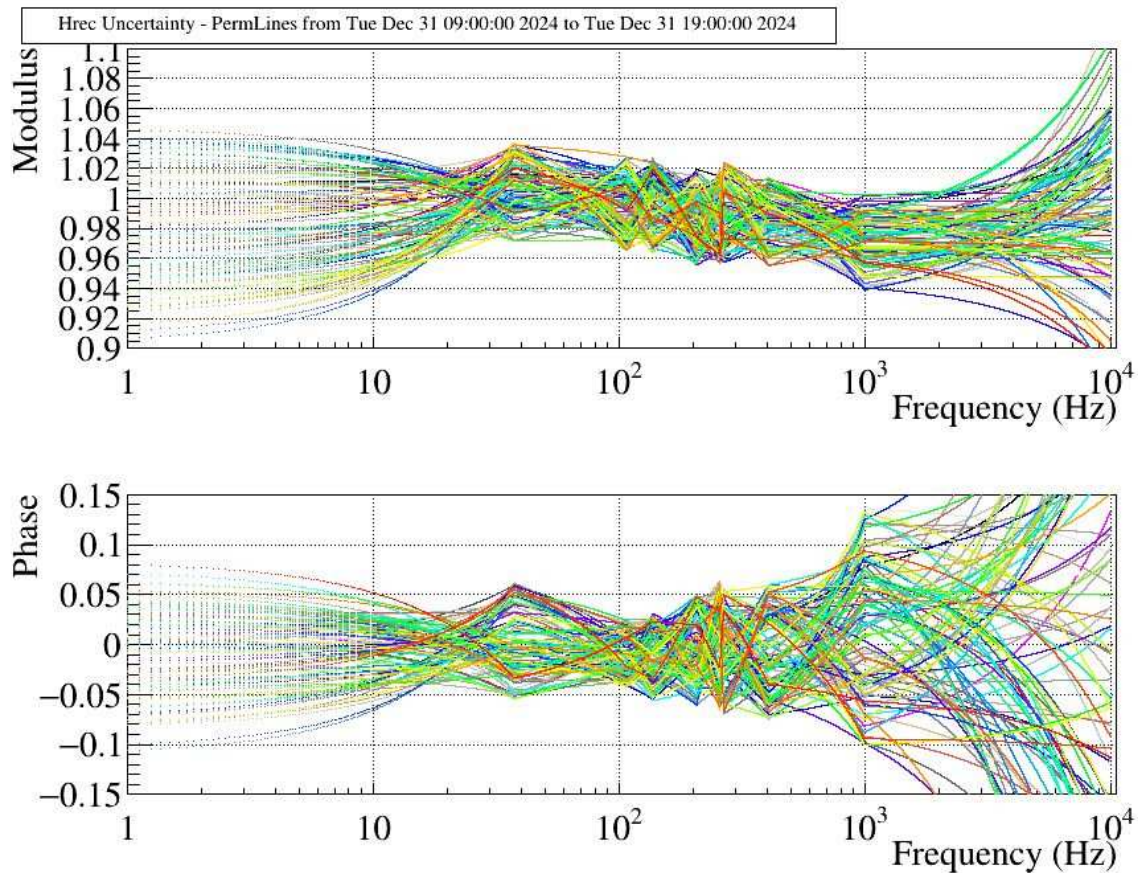 Hrec Uncertainty - PermLines from Tue Dec 31 09:00:00 2024 to Tue Dec 31 19:00:00 2024
Modulus
1.1
1.08
1.06
1.04
1.02
1
0.98
0.96
0.94
0.92
0.9
1 10 10² 10³ 10⁴
Frequency (Hz)
Phase
0.15
0.1
0.05
0
−0.05
−0.1
−0.15
1 10 10² 10³ 10⁴
Frequency (Hz)